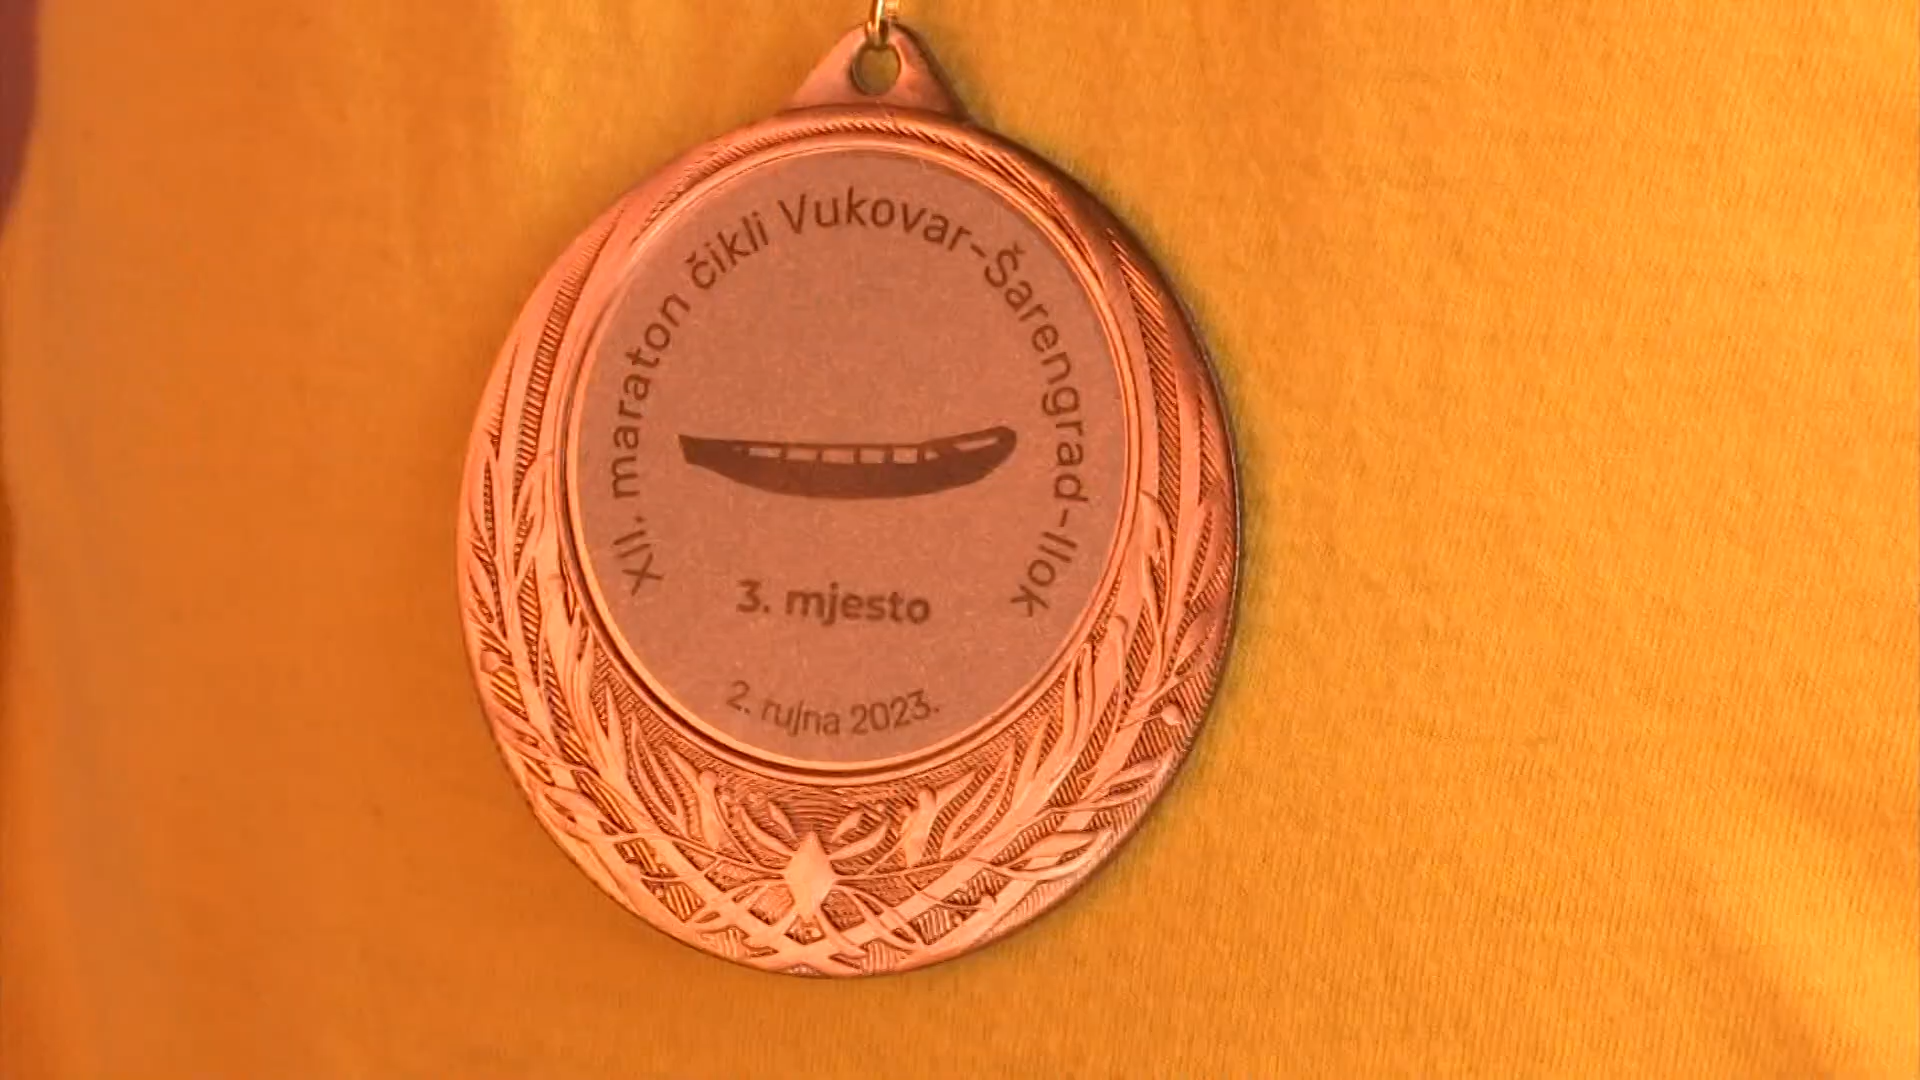 XII. maraton čikli Vukovar-Šarengrad-Ilok
3. mjesto
2. rujna 2023.